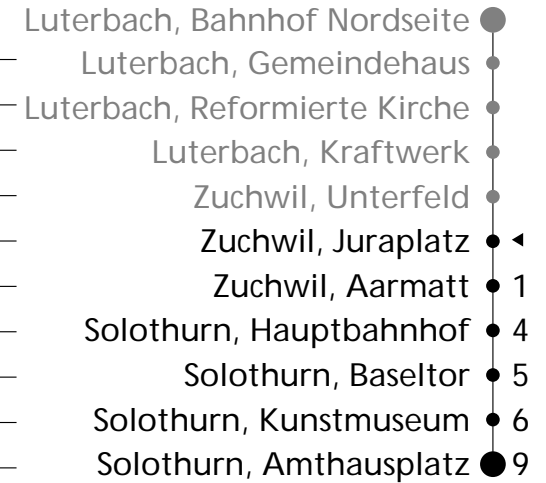 Luterbach, Bahnhof Nordseite
Luterbach, Gemeindehaus
Luterbach, Reformierte Kirche
Luterbach, Kraftwerk
Zuchwil, Unterfeld
Zuchwil, Juraplatz
Zuchwil, Aarmatt 1
Solothurn, Hauptbahnhof 4
Solothurn, Baseltor 5
Solothurn, Kunstmuseum 6
Solothurn, Amthausplatz 9